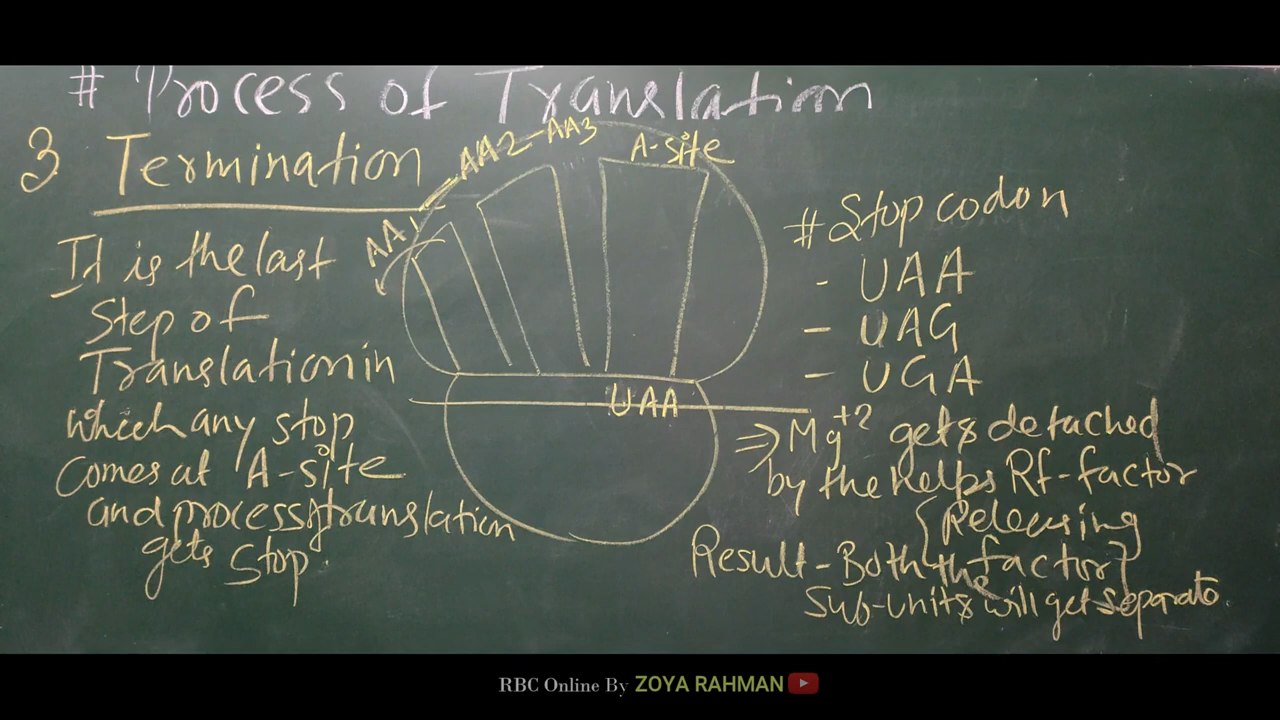 # Process of Translation
3 Termination
It is the last
Step of
Translation in
which any stop
comes at A-site
and process of translation
gets stop.
AA1
AA2-AA3
A-site
UAA
# Stop codon
- UAA
- UAG
- UGA
⇒ Mg+2 gets detached
by the helps Rf-factor
{Releasing
factor}
Result - Both the
Sub-units will get separate.
RBC Online By ZOYA RAHMAN